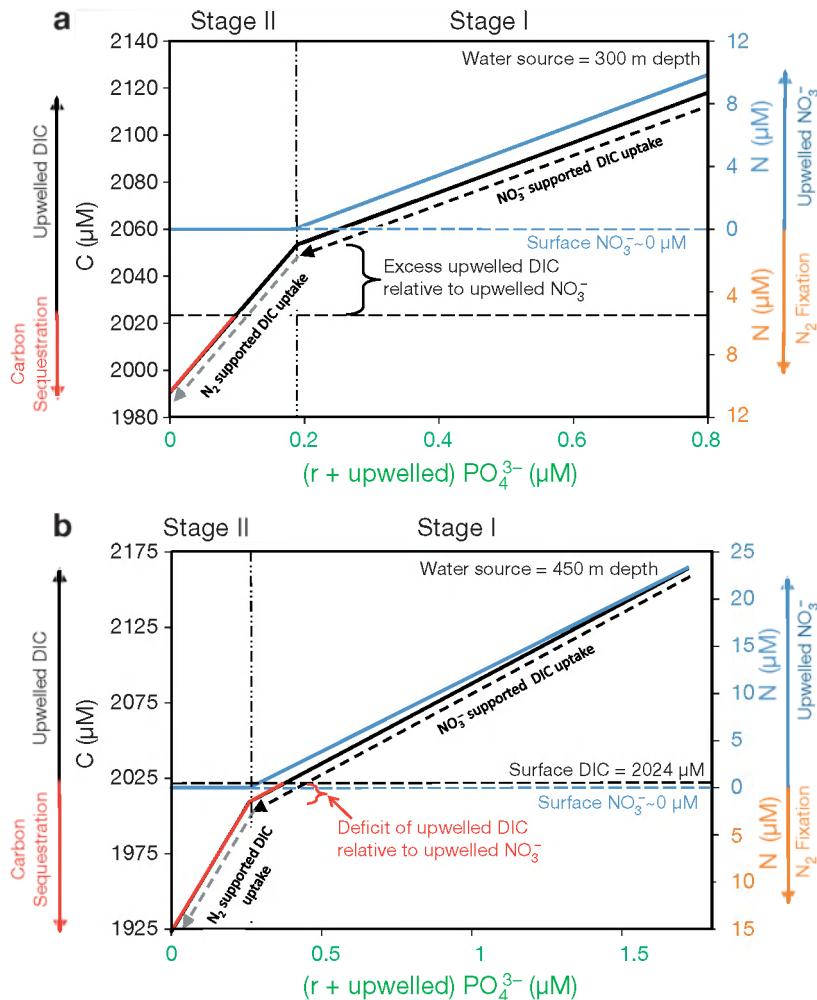 a
Stage II
Stage I
2140
2120
2100
2080
2060
2040
2020
2000
1980
C (µM)
Upwelled DIC
Carbon
Sequestration
Water source = 300 m depth
NO₃⁻ supported DIC uptake
Surface NO₃⁻~0 µM
Excess upwelled DIC
relative to upwelled NO₃⁻
N₂ supported DIC uptake
12
8
4
0
4
8
12
N (µM)
N (µM)
Upwelled NO₃⁻
N₂ Fixation
0
0.2
0.4
0.6
0.8
(r + upwelled) PO₄³⁻ (µM)
b
Stage II
Stage I
2175
2125
2075
2025
1975
1925
C (µM)
Upwelled DIC
Carbon
Sequestration
Water source = 450 m depth
NO₃⁻ supported DIC uptake
Surface DIC = 2024 µM
Surface NO₃⁻~0 µM
Deficit of upwelled DIC
relative to upwelled NO₃⁻
N₂ supported DIC
uptake
25
20
15
10
5
0
5
10
15
N (µM)
N (µM)
Upwelled NO₃⁻
N₂ Fixation
0
0.5
1
1.5
(r + upwelled) PO₄³⁻ (µM)